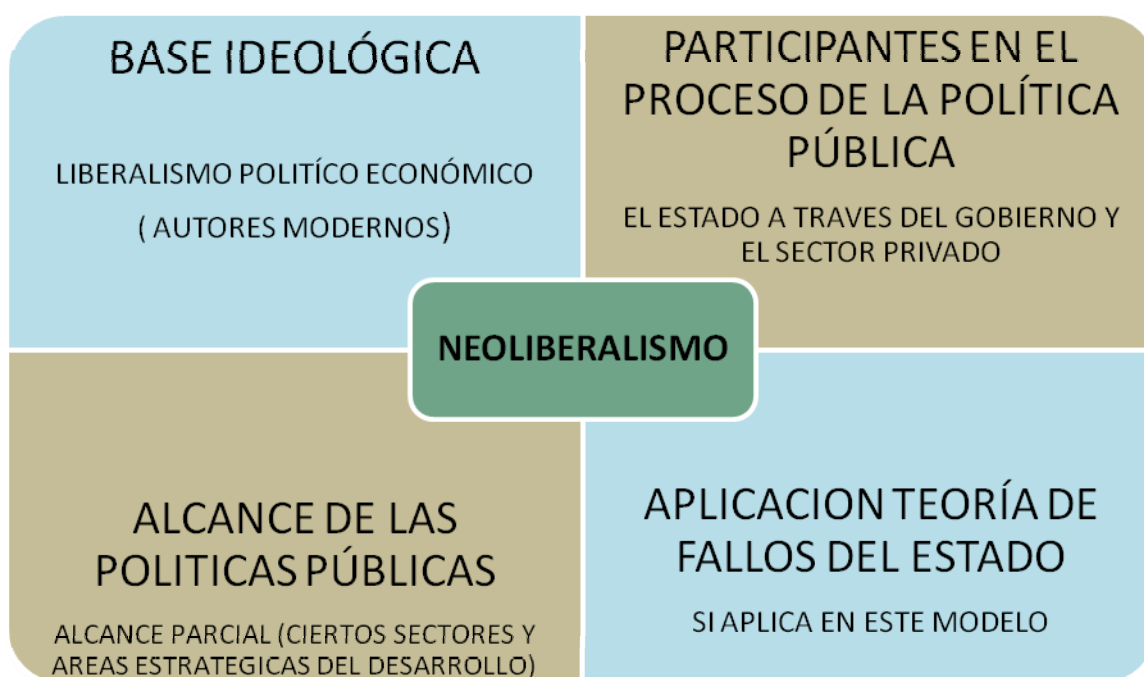 BASE IDEOLÓGICA
LIBERALISMO POLITÍCO ECONÓMICO
( AUTORES MODERNOS)
PARTICIPANTES EN EL
PROCESO DE LA POLÍTICA
PÚBLICA
EL ESTADO A TRAVES DEL GOBIERNO Y
EL SECTOR PRIVADO
NEOLIBERALISMO
ALCANCE DE LAS
POLITICAS PÚBLICAS
ALCANCE PARCIAL (CIERTOS SECTORES Y
AREAS ESTRATEGICAS DEL DESARROLLO)
APLICACION TEORÍA DE
FALLOS DEL ESTADO
SI APLICA EN ESTE MODELO